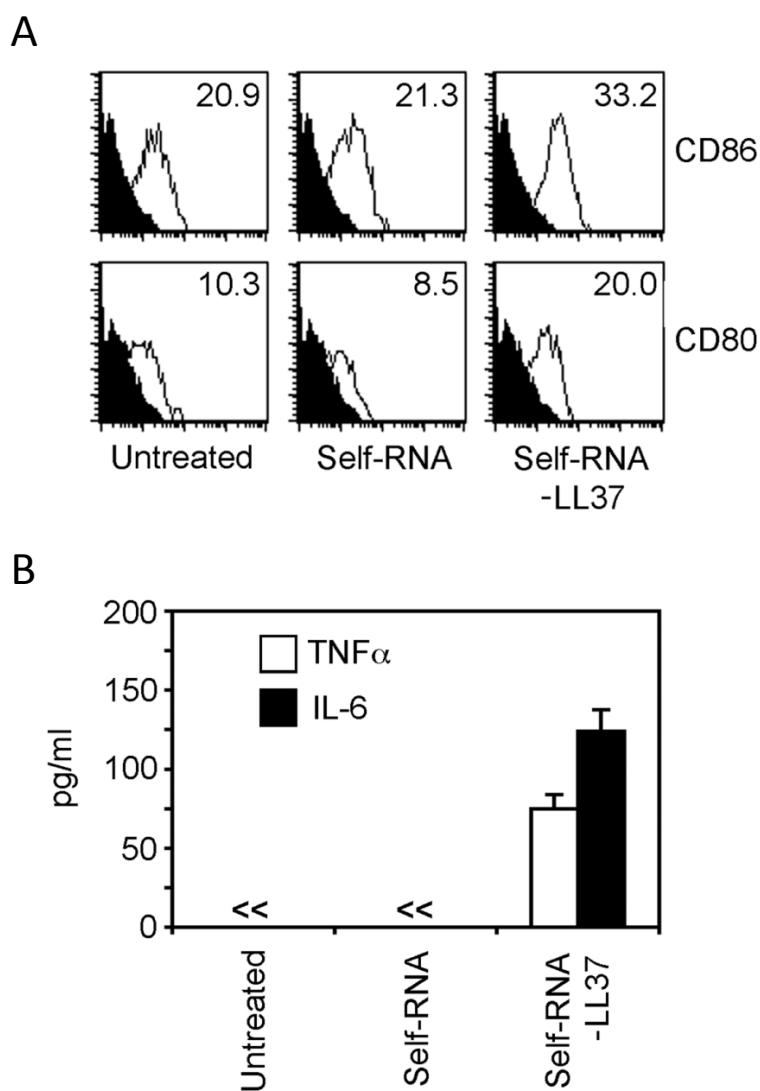 A
20.9
21.3
33.2
CD86
10.3
8.5
20.0
CD80
Untreated
Self-RNA
Self-RNA
-LL37
B
200
150
100
50
0
pg/ml
TNFα
IL-6
<<
<<
Untreated
Self-RNA
Self-RNA
-LL37